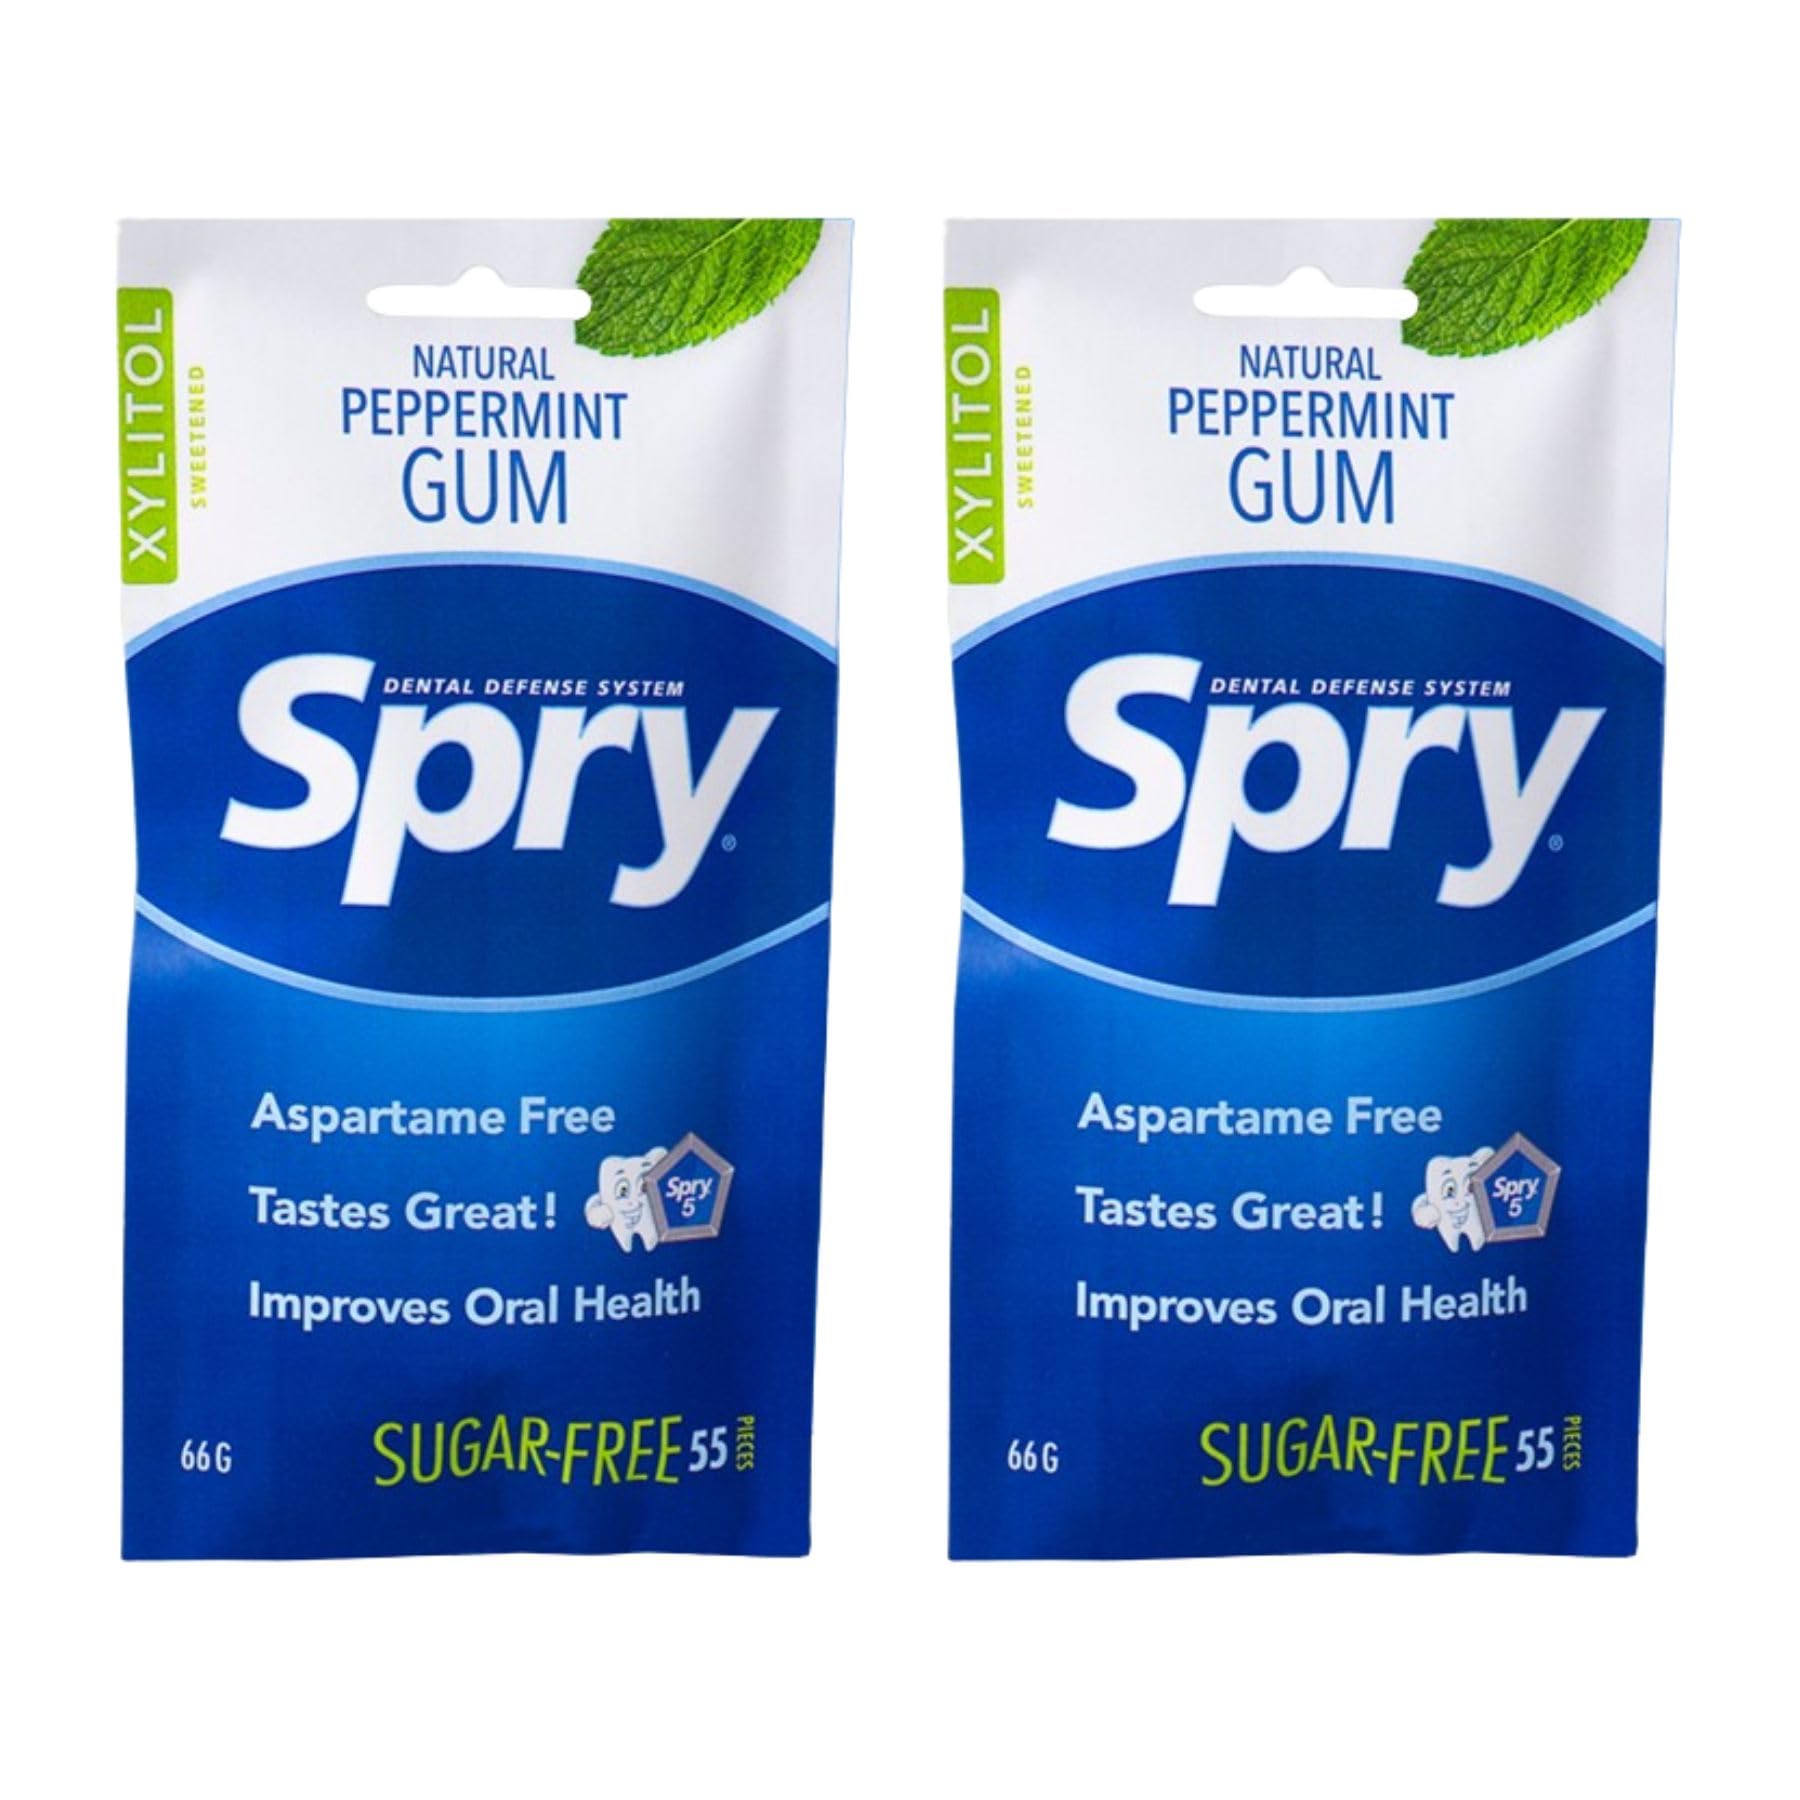 XYLITOL
SWEETENED
NATURAL
PEPPERMINT
GUM
DENTAL DEFENSE SYSTEM
Spry®
Aspartame Free
Tastes Great!
Spry
5
Improves Oral Health
66G
SUGAR-FREE 55 PIECES
XYLITOL
SWEETENED
NATURAL
PEPPERMINT
GUM
DENTAL DEFENSE SYSTEM
Spry®
Aspartame Free
Tastes Great!
Spry
5
Improves Oral Health
66G
SUGAR-FREE 55 PIECES